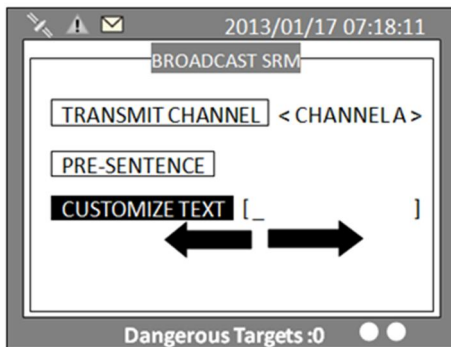 2013/01/17 07:18:11
BROADCAST SRM
TRANSMIT CHANNEL < CHANNEL A >
PRE-SENTENCE
CUSTOMIZE TEXT [_ ]
Dangerous Targets :0